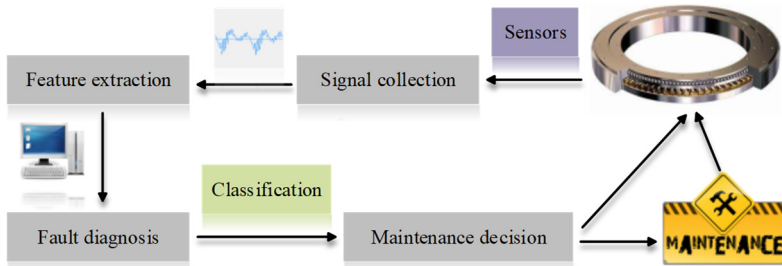 Sensors
Feature extraction
Signal collection
Classification
Fault diagnosis
Maintenance decision
MAINTENANCE